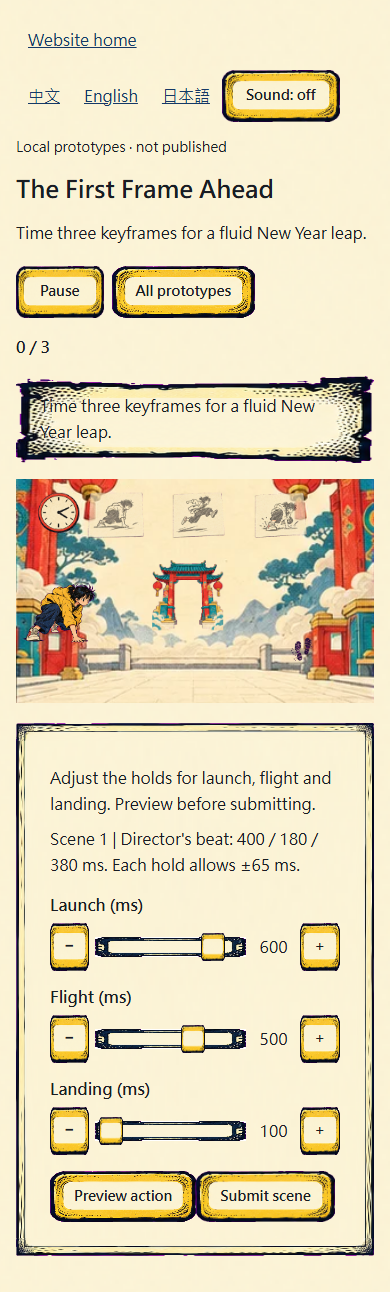 Website home
中文 English 日本語 Sound: off
Local prototypes · not published
The First Frame Ahead
Time three keyframes for a fluid New Year leap.
Pause All prototypes
0 / 3
Time three keyframes for a fluid New
Year leap.
Adjust the holds for launch, flight and
landing. Preview before submitting.
Scene 1 | Director's beat: 400 / 180 /
380 ms. Each hold allows ±65 ms.
Launch (ms)
− 600 +
Flight (ms)
− 500 +
Landing (ms)
− 100 +
Preview action Submit scene